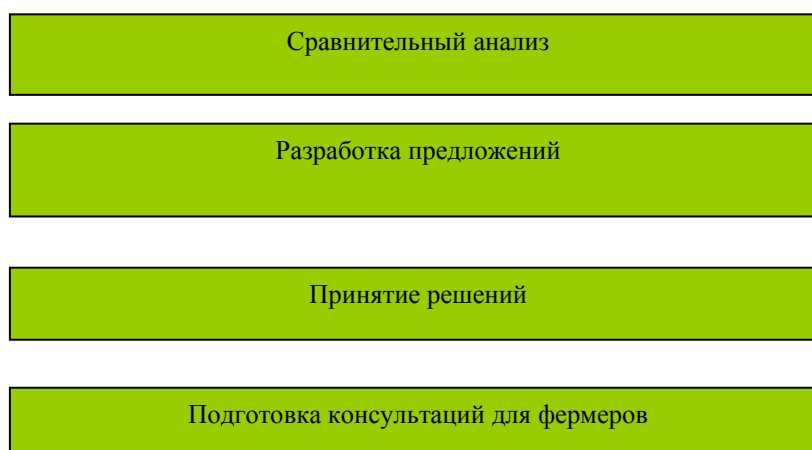 Сравнительный анализ
Разработка предложений
Принятие решений
Подготовка консультаций для фермеров